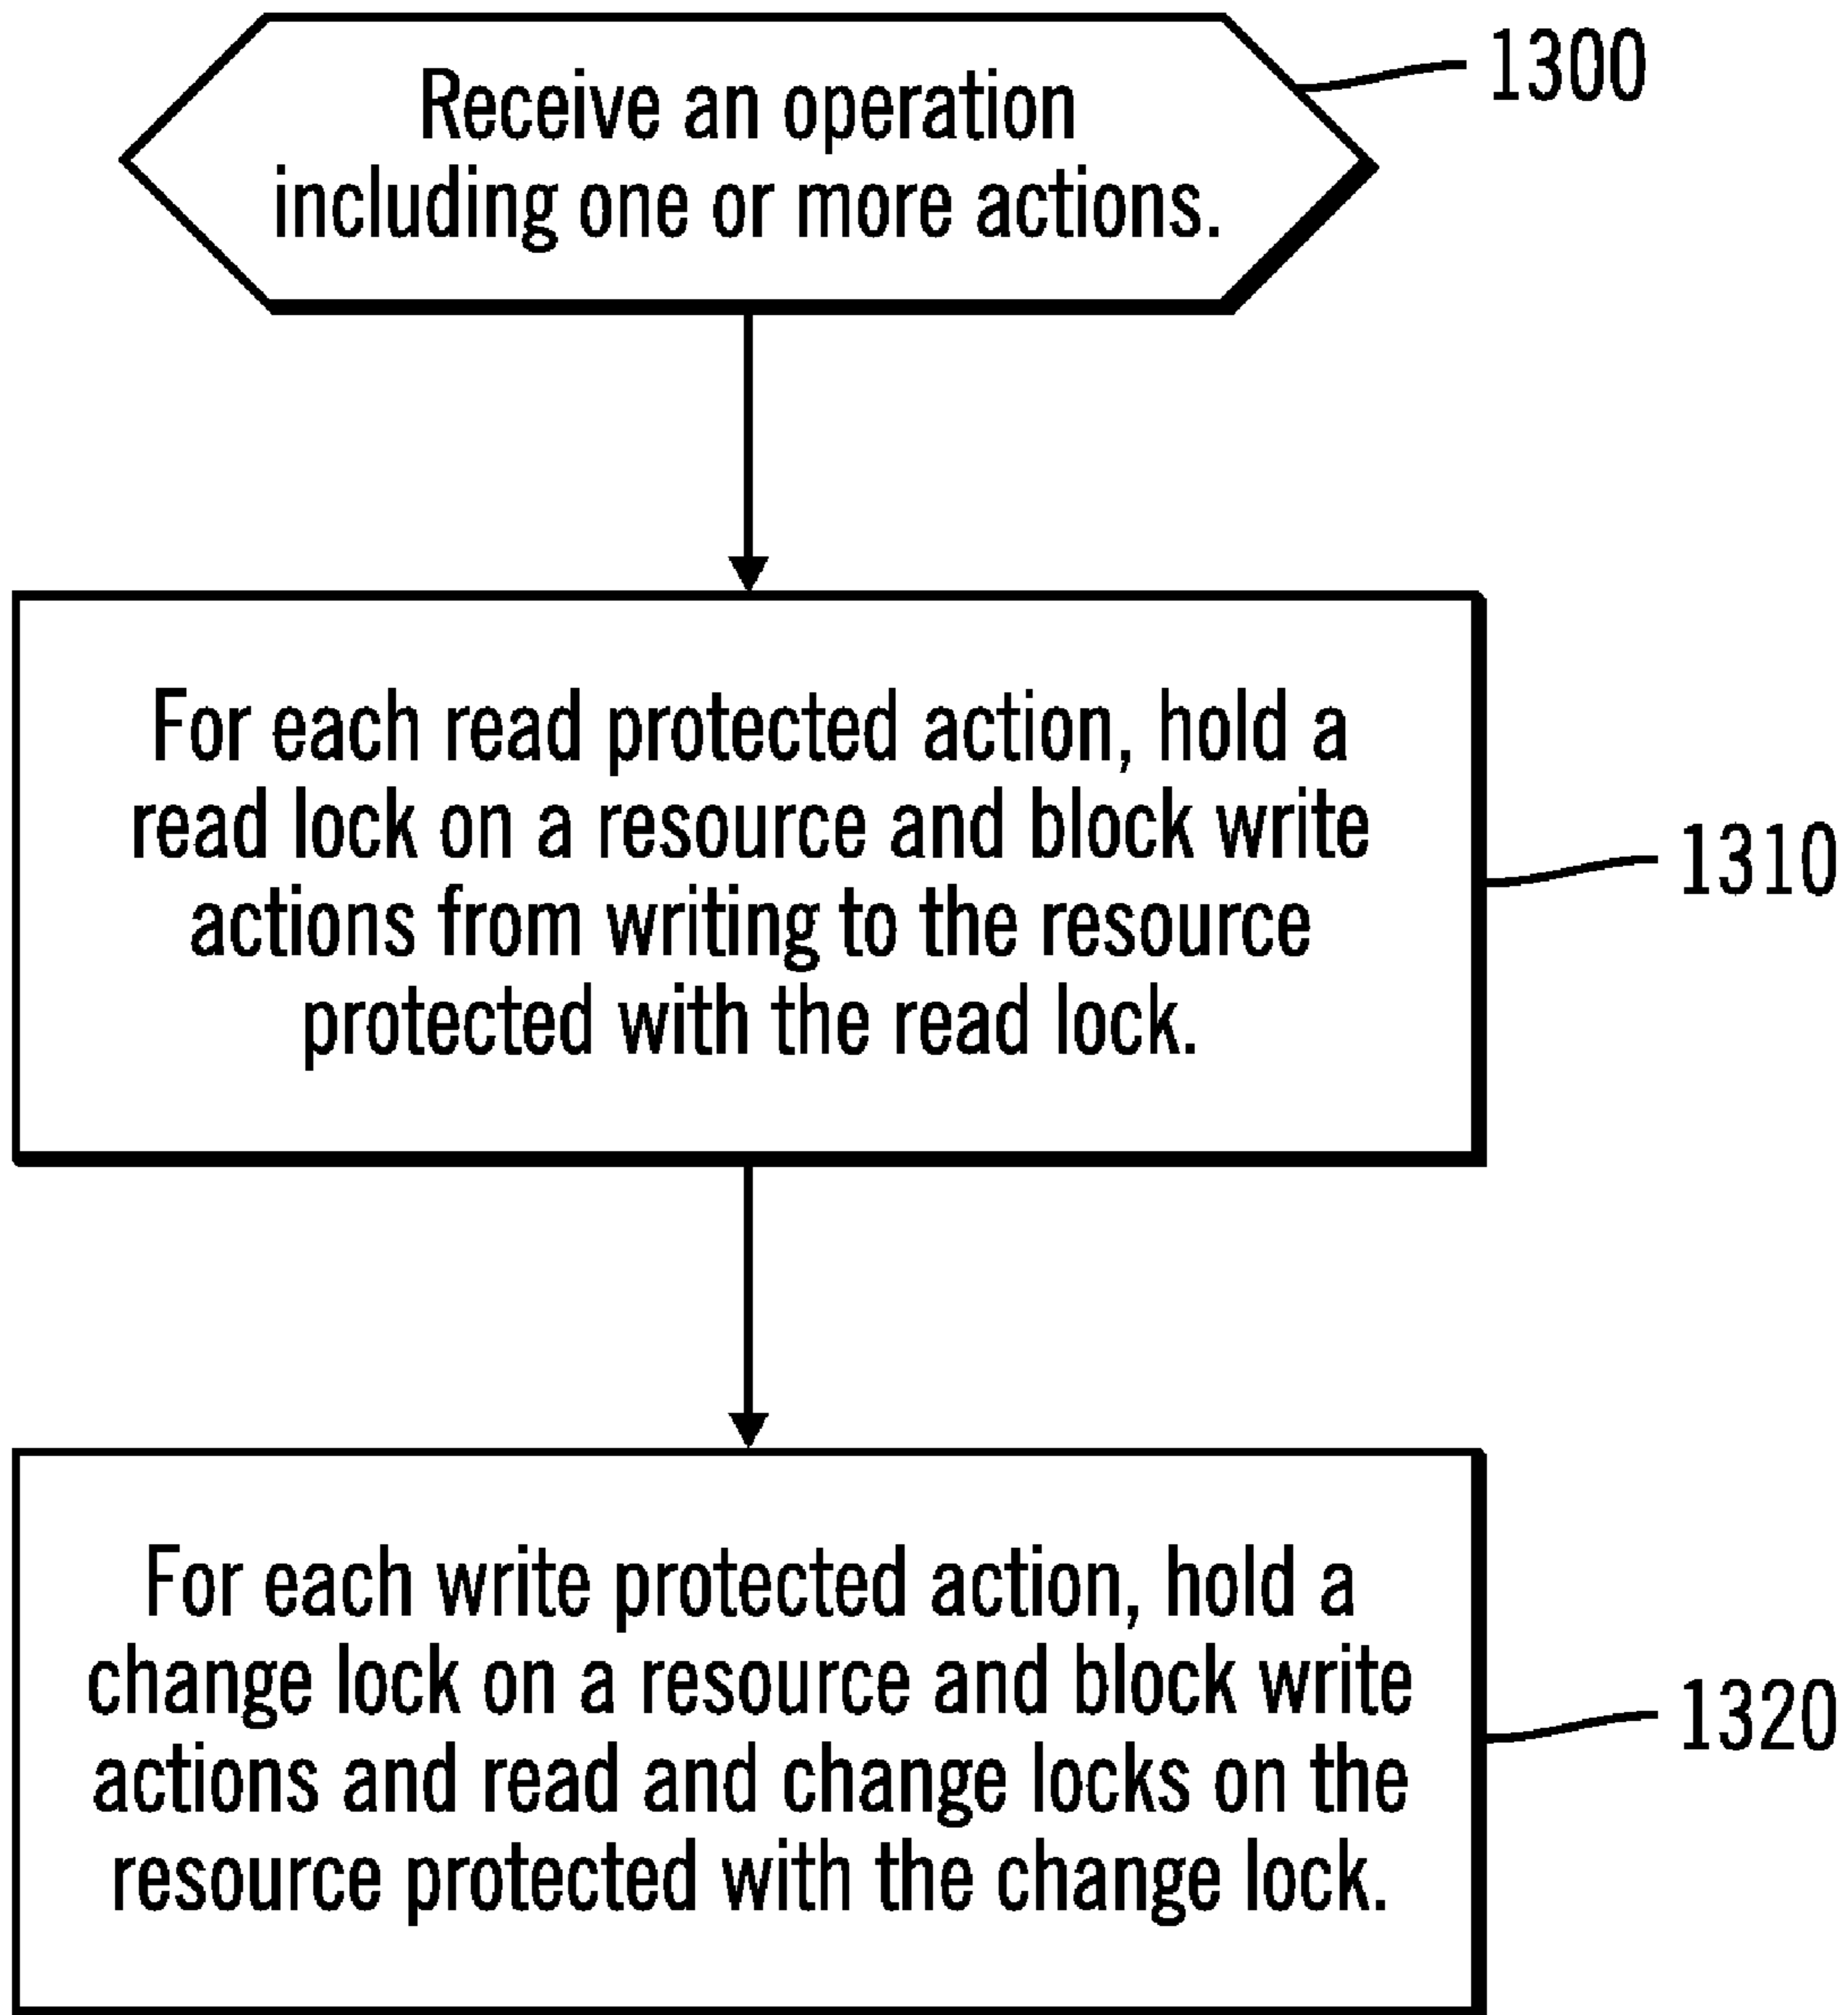 Receive an operation
including one or more actions.
1300
For each read protected action, hold a
read lock on a resource and block write
actions from writing to the resource
protected with the read lock.
1310
For each write protected action, hold a
change lock on a resource and block write
actions and read and change locks on the
resource protected with the change lock.
1320